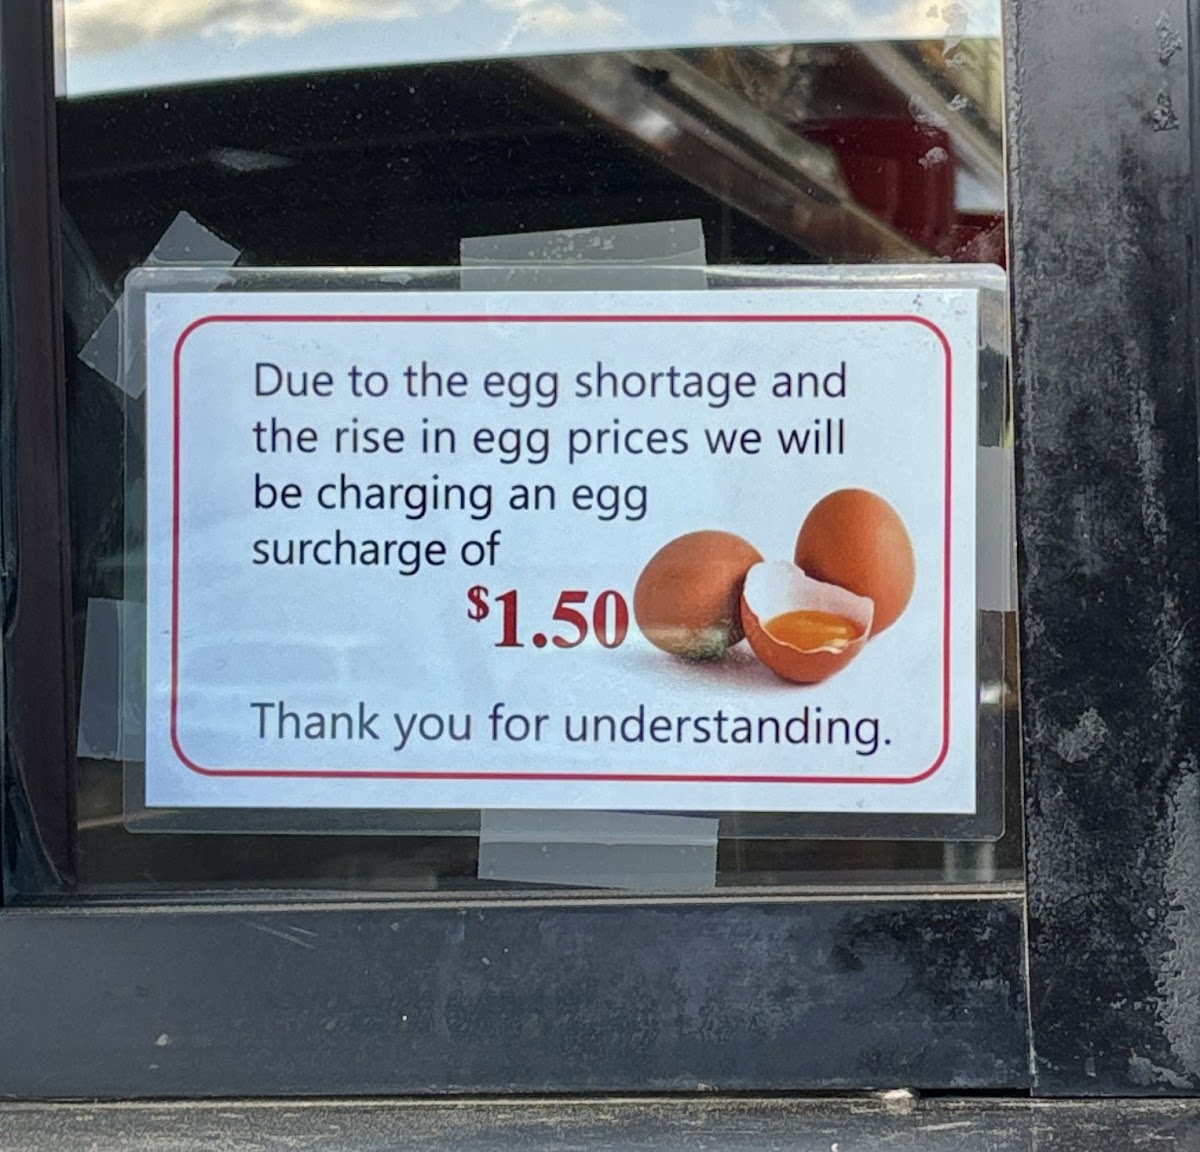 Due to the egg shortage and
the rise in egg prices we will
be charging an egg
surcharge of
$1.50
Thank you for understanding.